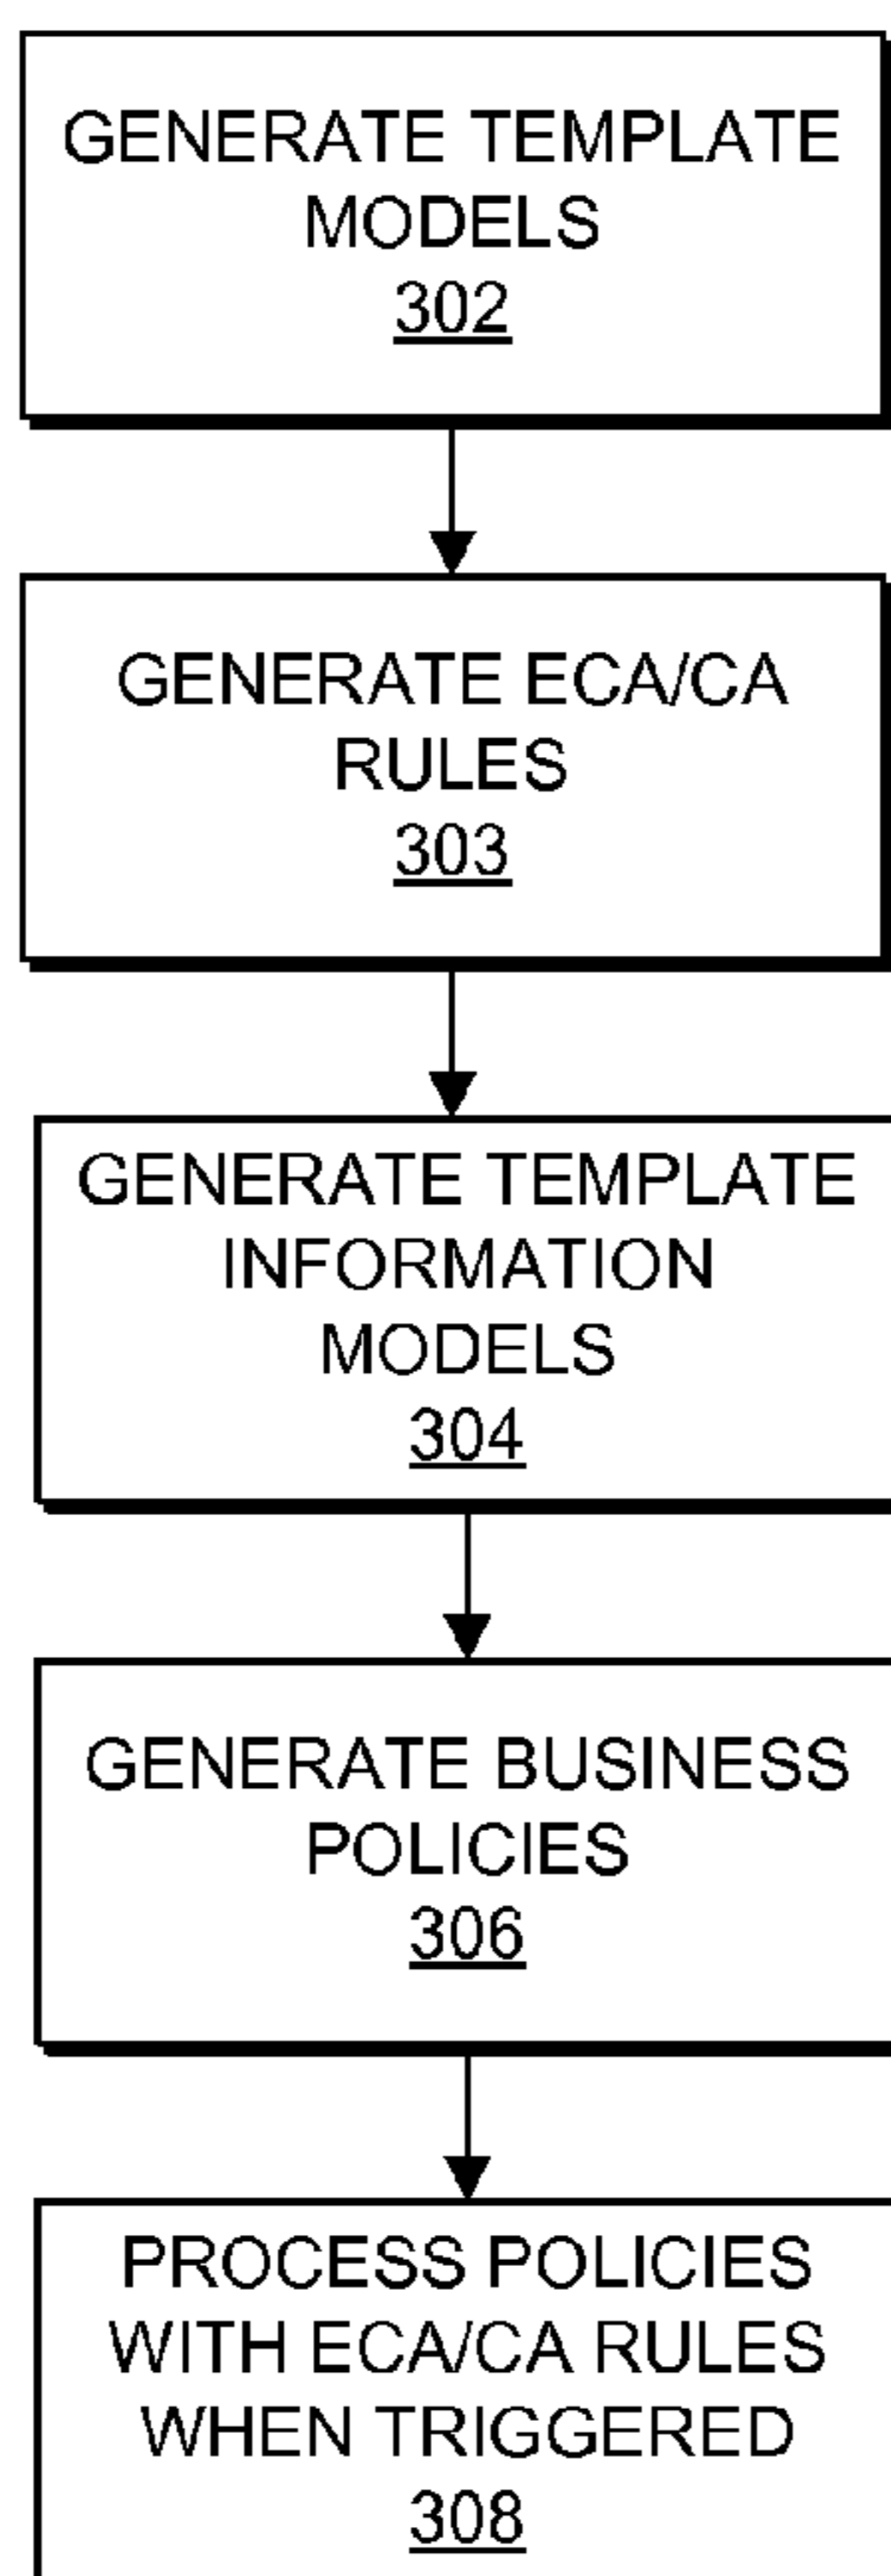 GENERATE TEMPLATE
MODELS
302
GENERATE ECA/CA
RULES
303
GENERATE TEMPLATE
INFORMATION
MODELS
304
GENERATE BUSINESS
POLICIES
306
PROCESS POLICIES
WITH ECA/CA RULES
WHEN TRIGGERED
308